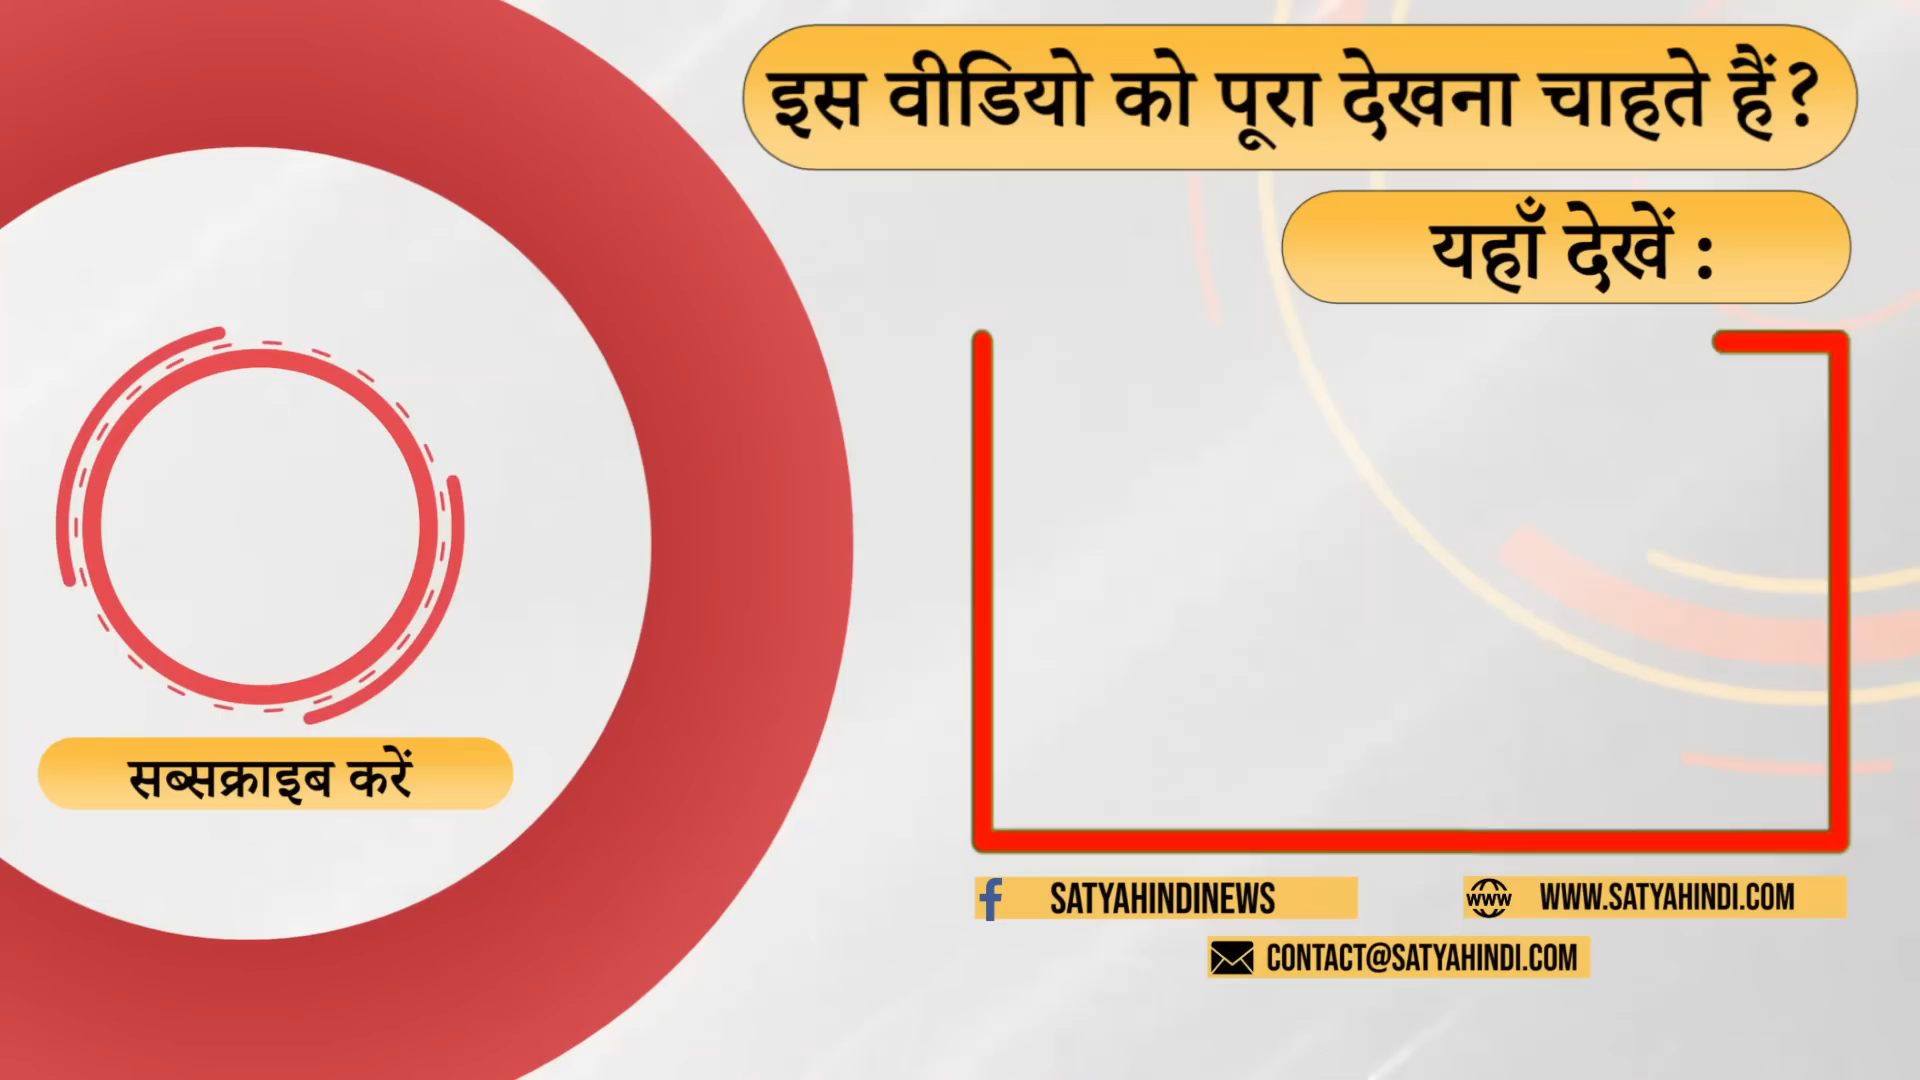 इस वीडियो को पूरा देखना चाहते हैं?
यहाँ देखें :
सब्सक्राइब करें
f SATYAHINDINEWS
WWW WWW.SATYAHINDI.COM
CONTACT@SATYAHINDI.COM